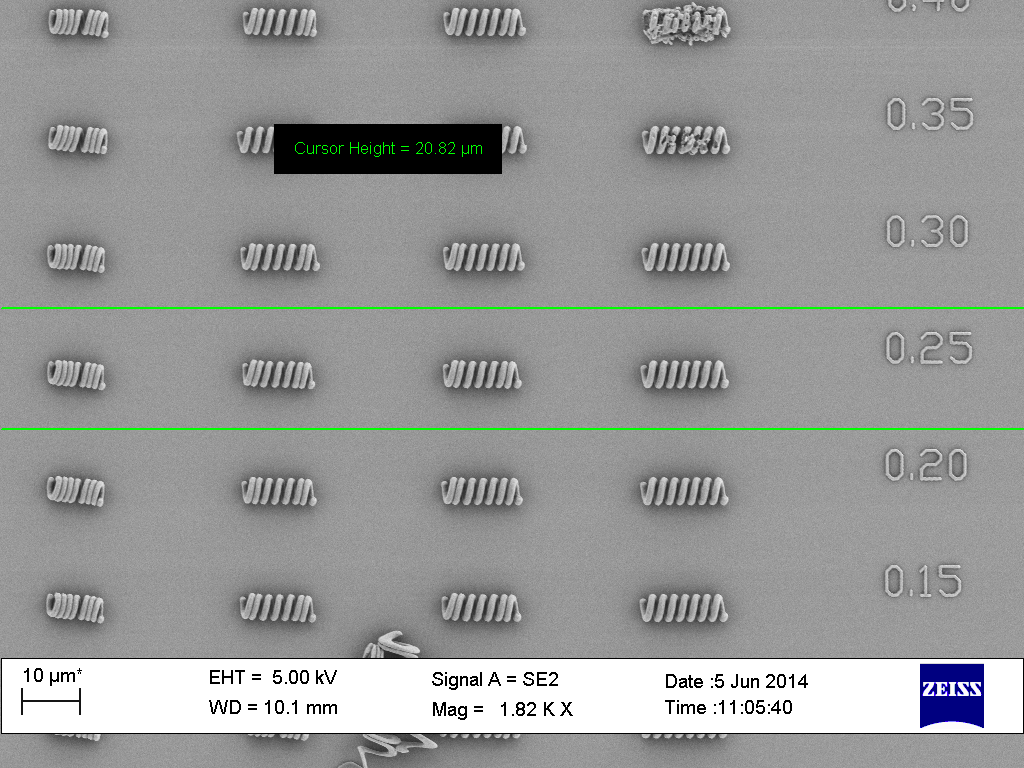 0.40
0.35
Cursor Height = 20.82 µm
0.30
0.25
0.20
0.15
10 µm*
EHT = 5.00 kV
Signal A = SE2
Date :5 Jun 2014
ZEISS
WD = 10.1 mm
Mag = 1.82 K X
Time :11:05:40